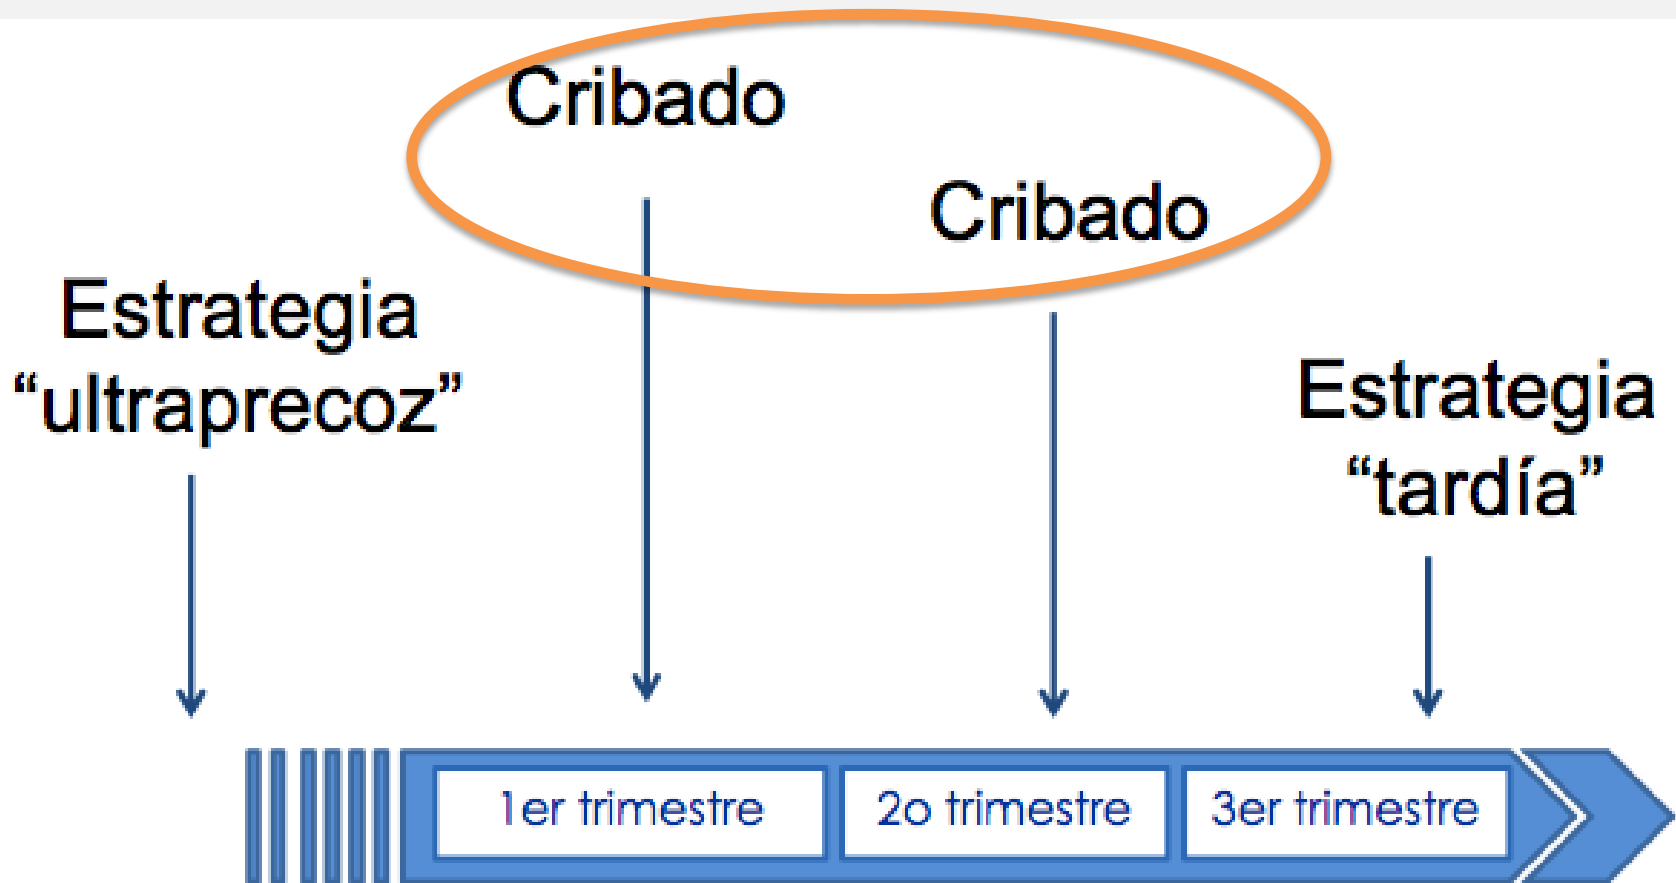 Cribado
Cribado
Estrategia
“ultraprecoz”
Estrategia
“tardía”
1er trimestre
2o trimestre
3er trimestre